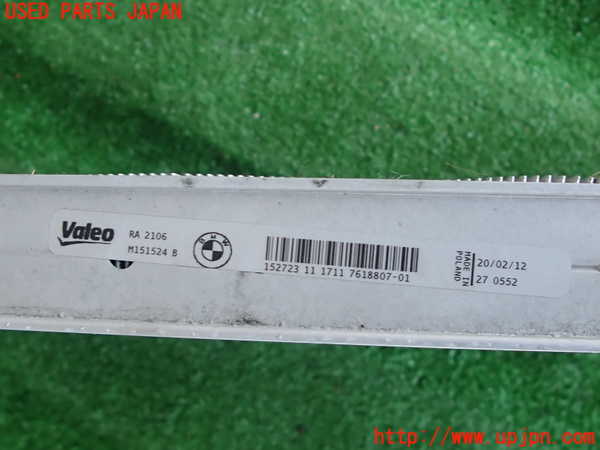 USED PARTS JAPAN
Valeo
RA 2106
M151524 B
BMW
152723 11 1711 7618807-01
MADE IN
POLAND
20/02/12
27 0552
http://www.upjpn.com